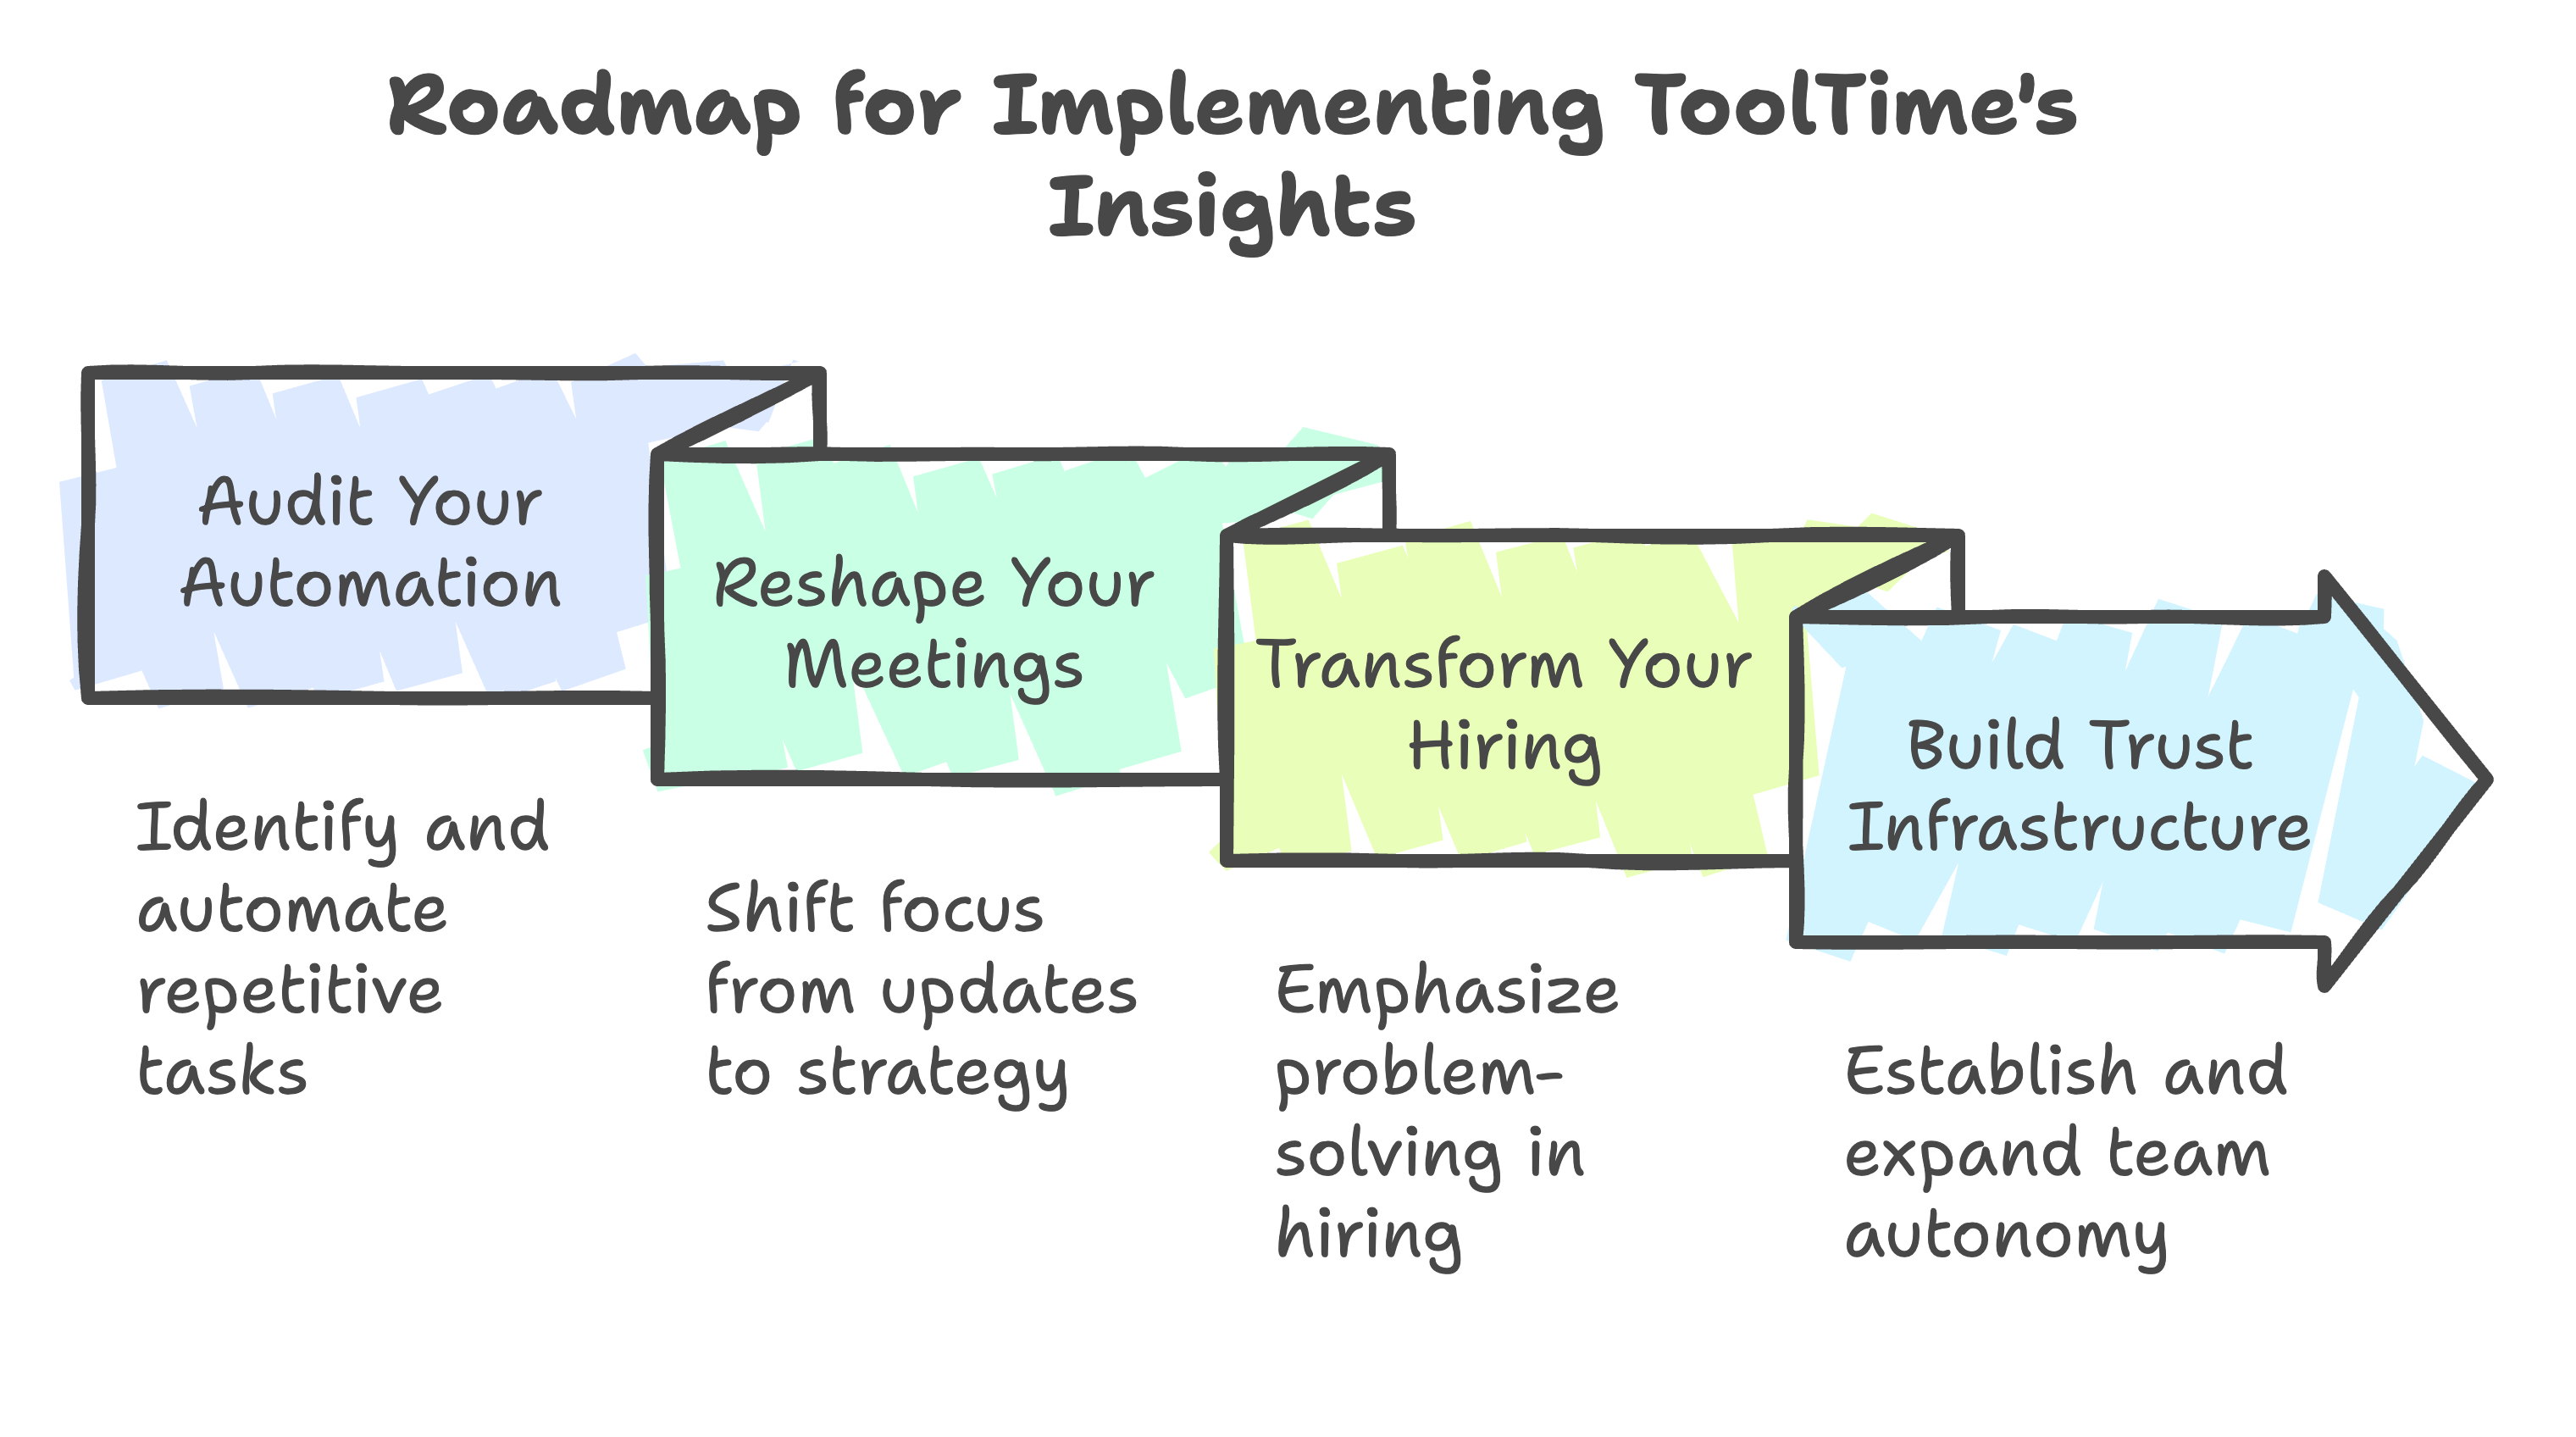 Roadmap for Implementing ToolTime's
Insights
Audit Your
Automation
Identify and
automate
repetitive
tasks
Reshape Your
Meetings
Shift focus
from updates
to strategy
Transform Your
Hiring
Emphasize
problem-
solving in
hiring
Build Trust
Infrastructure
Establish and
expand team
autonomy